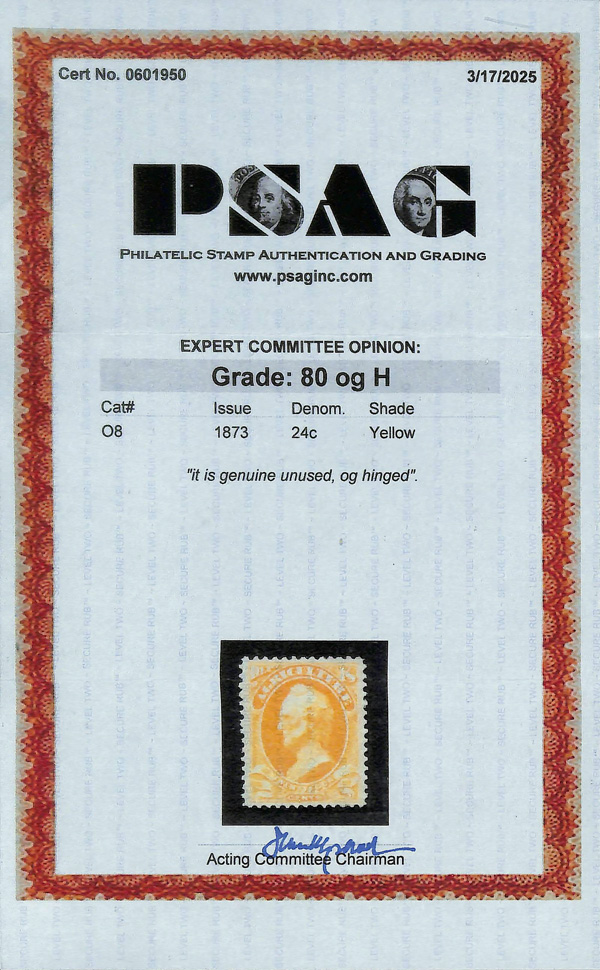 Cert No. 0601950 3/17/2025
PSAG
PHILATELIC STAMP AUTHENTICATION AND GRADING
www.psaginc.com
EXPERT COMMITTEE OPINION:
Grade: 80 og H
Cat# Issue Denom. Shade
O8 1873 24c Yellow
"it is genuine unused, og hinged".
AGRICULTURE
Acting Committee Chairman